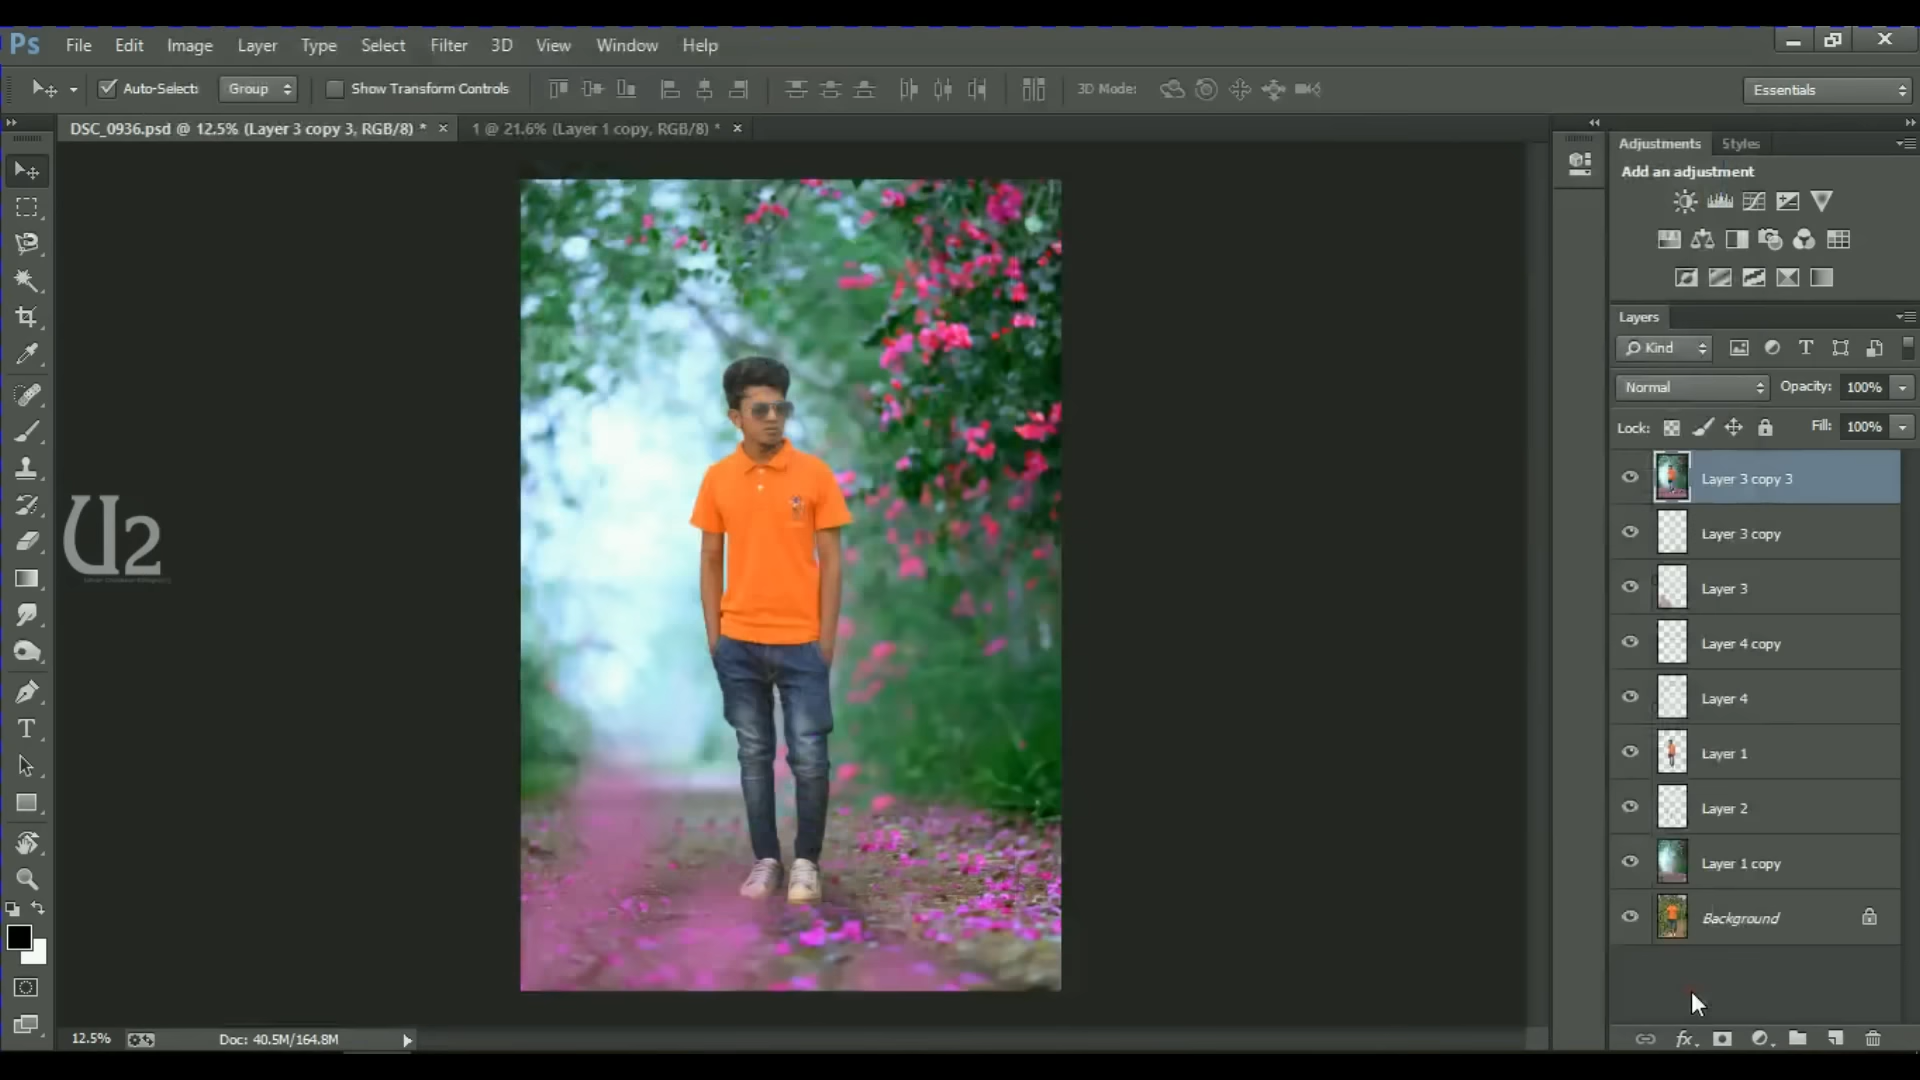 Ps File Edit Image Layer Type Select Filter 3D View Window Help
Auto-Select: Group Show Transform Controls 3D Mode: Essentials
DSC_0936.psd @ 12.5% (Layer 3 copy 3, RGB/8) * × 1 @ 21.6% (Layer 1 copy, RGB/8) * ×
Adjustments Styles
Add an adjustment
Layers
Kind
Normal Opacity: 100%
Lock: Fill: 100%
Layer 3 copy 3
Layer 3 copy
Layer 3
Layer 4 copy
Layer 4
Layer 1
Layer 2
Layer 1 copy
Background
U2
12.5% Doc: 40.5M/164.8M